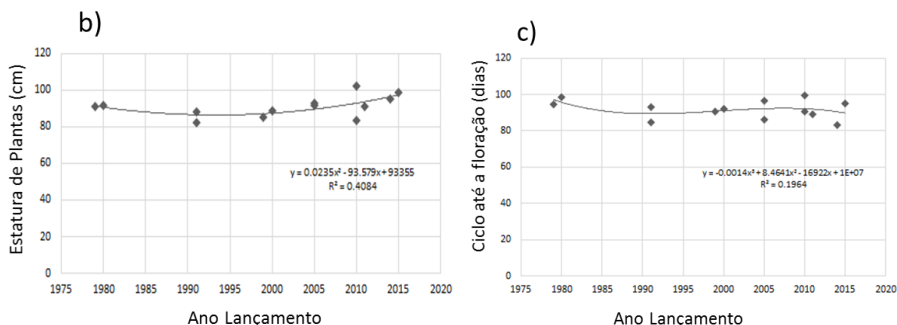 b)
Estatura de Plantas (cm)
120
100
80
60
40
20
0
y = 0.0235x² - 93.579x + 93355
R² = 0.4084
1975 1980 1985 1990 1995 2000 2005 2010 2015 2020
Ano Lançamento
c)
Ciclo até a floração (dias)
120
100
80
60
40
20
0
y = -0.0014x³ + 8.4641x² - 16922x + 1E+07
R² = 0.1964
1975 1980 1985 1990 1995 2000 2005 2010 2015 2020
Ano Lançamento